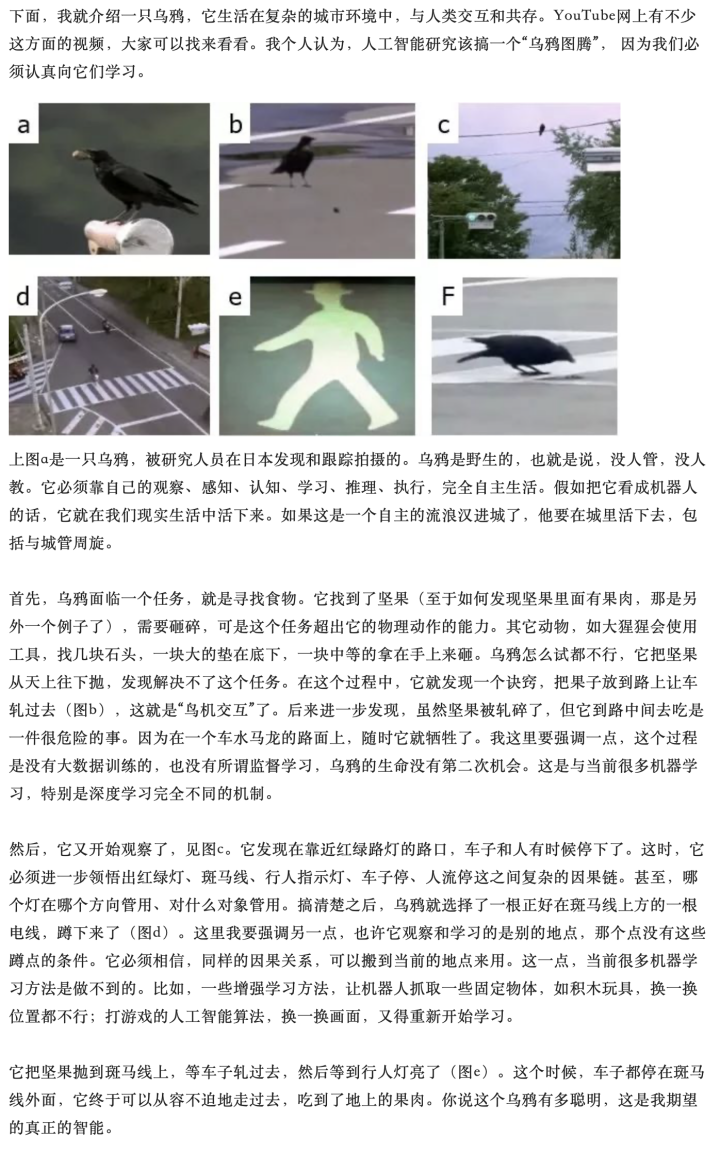 下面，我就介绍一只乌鸦，它生活在复杂的城市环境中，与人类交互和共存。YouTube网上有不少
这方面的视频，大家可以找来看看。我个人认为，人工智能研究该搞一个“乌鸦图腾”， 因为我们必
须认真向它们学习。
a
b
c
d
e
F
上图a是一只乌鸦，被研究人员在日本发现和跟踪拍摄的。乌鸦是野生的，也就是说，没人管，没人
教。它必须靠自己的观察、感知、认知、学习、推理、执行，完全自主生活。假如把它看成机器人
的话，它就在我们现实生活中活下来。如果这是一个自主的流浪汉进城了，他要在城里活下去，包
括与城管周旋。
首先，乌鸦面临一个任务，就是寻找食物。它找到了坚果（至于如何发现坚果里面有果肉，那是另
外一个例子了），需要砸碎，可是这个任务超出它的物理动作的能力。其它动物，如大猩猩会使用
工具，找几块石头，一块大的垫在底下，一块中等的拿在手上来砸。乌鸦怎么试都不行，它把坚果
从天上往下抛，发现解决不了这个任务。在这个过程中，它就发现一个诀窍，把果子放到路上让车
轧过去（图b），这就是“鸟机交互”了。后来进一步发现，虽然坚果被轧碎了，但它到路中间去吃是
一件很危险的事。因为在一个车水马龙的路面上，随时它就牺牲了。我这里要强调一点，这个过程
是没有大数据训练的，也没有所谓监督学习，乌鸦的生命没有第二次机会。这是与当前很多机器学
习，特别是深度学习完全不同的机制。
然后，它又开始观察了，见图c。它发现在靠近红绿路灯的路口，车子和人有时候停下了。这时，它
必须进一步领悟出红绿灯、斑马线、行人指示灯、车子停、人流停这之间复杂的因果链。甚至，哪
个灯在哪个方向管用、对什么对象管用。搞清楚之后，乌鸦就选择了一根正好在斑马线上方的一根
电线，蹲下来了（图d）。这里我要强调另一点，也许它观察和学习的是别的地点，那个点没有这些
蹲点的条件。它必须相信，同样的因果关系，可以搬到当前的地点来用。这一点，当前很多机器学
习方法是做不到的。比如，一些增强学习方法，让机器人抓取一些固定物体，如积木玩具，换一换
位置都不行；打游戏的人工智能算法，换一换画面，又得重新开始学习。
它把坚果抛到斑马线上，等车子轧过去，然后等到行人灯亮了（图e）。这个时候，车子都停在斑马
线外面，它终于可以从容不迫地走过去，吃到了地上的果肉。你说这个乌鸦有多聪明，这是我期望
的真正的智能。